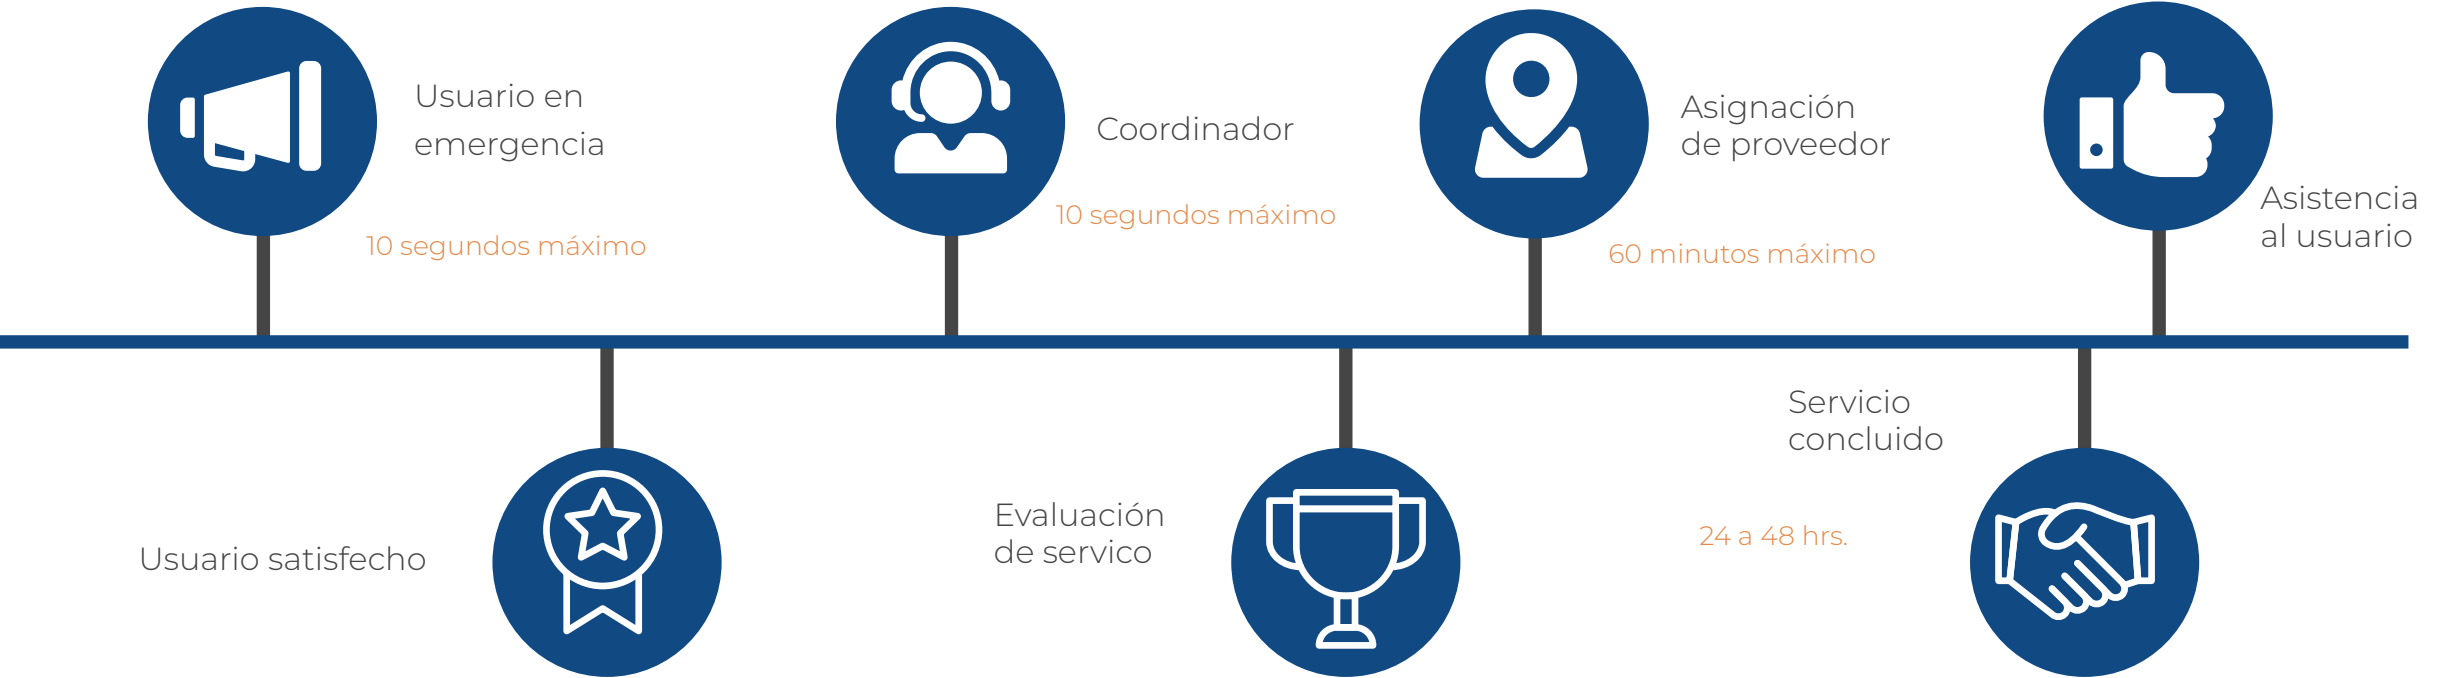 Usuario en
emergencia
10 segundos máximo
Coordinador
10 segundos máximo
Asignación
de proveedor
60 minutos máximo
Asistencia
al usuario
Usuario satisfecho
Evaluación
de servico
Servicio
concluido
24 a 48 hrs.